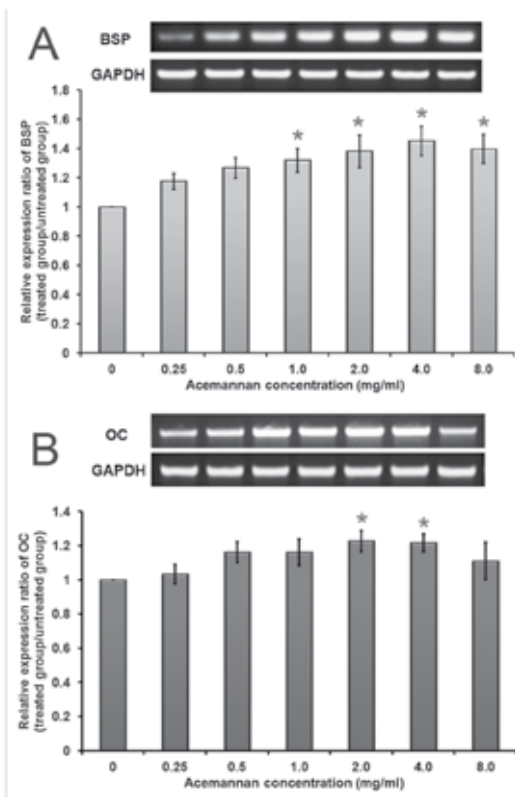 A
BSP
GAPDH
Relative expression ratio of BSP
(treated group/untreated group)
1.8
1.6
1.4
1.2
1
0.8
0.6
0.4
0.2
0
* * * *
0 0.25 0.5 1.0 2.0 4.0 8.0
Acemannan concentration (mg/ml)
B
OC
GAPDH
Relative expression ratio of OC
(treated group/untreated group)
1.4
1.2
1
0.8
0.6
0.4
0.2
0
* *
0 0.25 0.5 1.0 2.0 4.0 8.0
Acemannan concentration (mg/ml)